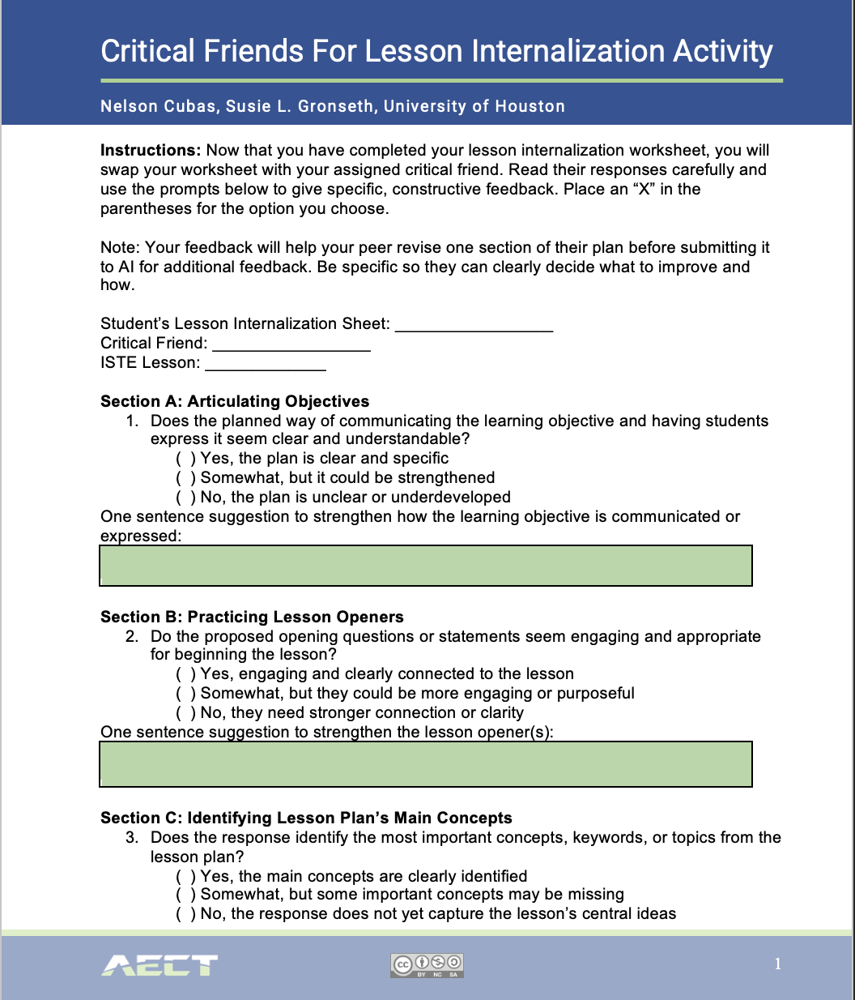 Critical Friends For Lesson Internalization Activity
Nelson Cubas, Susie L. Gronseth, University of Houston
Instructions: Now that you have completed your lesson internalization worksheet, you will
swap your worksheet with your assigned critical friend. Read their responses carefully and
use the prompts below to give specific, constructive feedback. Place an “X” in the
parentheses for the option you choose.
Note: Your feedback will help your peer revise one section of their plan before submitting it
to AI for additional feedback. Be specific so they can clearly decide what to improve and
how.
Student’s Lesson Internalization Sheet: __________________
Critical Friend: __________________
ISTE Lesson: ______________
Section A: Articulating Objectives
1. Does the planned way of communicating the learning objective and having students
express it seem clear and understandable?
( ) Yes, the plan is clear and specific
( ) Somewhat, but it could be strengthened
( ) No, the plan is unclear or underdeveloped
One sentence suggestion to strengthen how the learning objective is communicated or
expressed:
Section B: Practicing Lesson Openers
2. Do the proposed opening questions or statements seem engaging and appropriate
for beginning the lesson?
( ) Yes, engaging and clearly connected to the lesson
( ) Somewhat, but they could be more engaging or purposeful
( ) No, they need stronger connection or clarity
One sentence suggestion to strengthen the lesson opener(s):
Section C: Identifying Lesson Plan’s Main Concepts
3. Does the response identify the most important concepts, keywords, or topics from the
lesson plan?
( ) Yes, the main concepts are clearly identified
( ) Somewhat, but some important concepts may be missing
( ) No, the response does not yet capture the lesson’s central ideas
AECT
cc BY NC SA
1